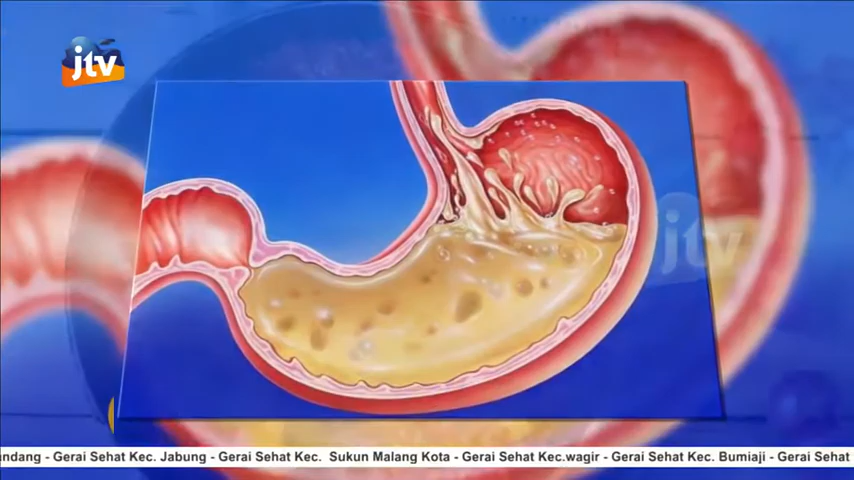 jtv
jtv
ndang - Gerai Sehat Kec. Jabung - Gerai Sehat Kec.  Sukun Malang Kota - Gerai Sehat Kec.wagir - Gerai Sehat Kec. Bumiaji - Gerai Sehat